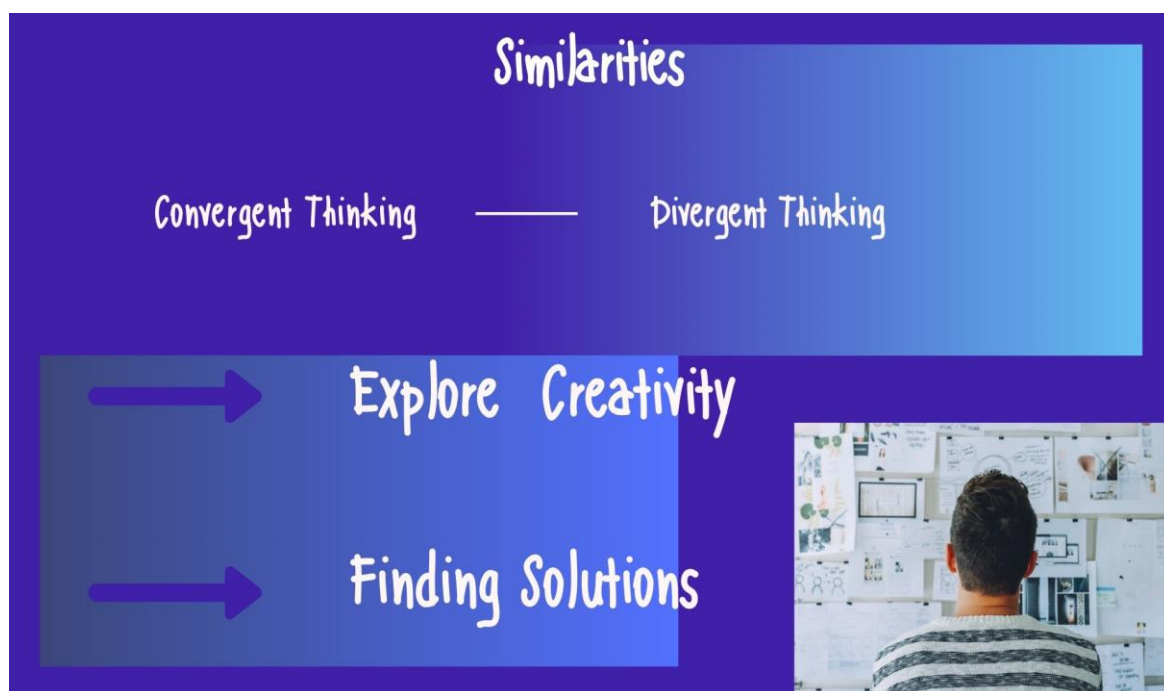 Similarities
Convergent Thinking
Divergent Thinking
Explore Creativity
Finding Solutions